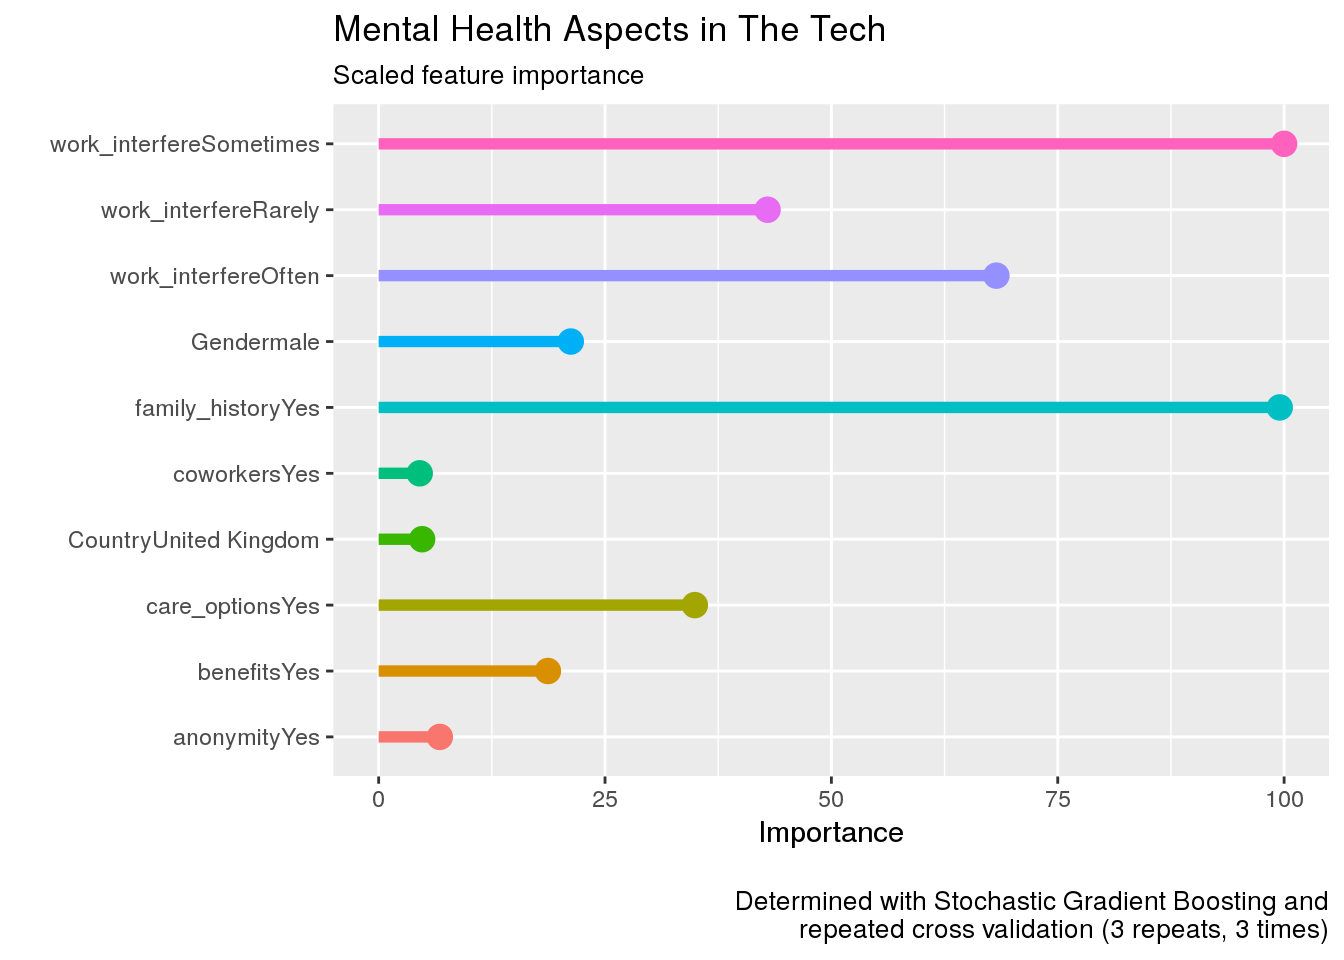 Mental Health Aspects in The Tech
Scaled feature importance
work_interfereSometimes
work_interfereRarely
work_interfereOften
Gendermale
family_historyYes
coworkersYes
CountryUnited Kingdom
care_optionsYes
benefitsYes
anonymityYes
0 25 50 75 100
Importance
Determined with Stochastic Gradient Boosting and
repeated cross validation (3 repeats, 3 times)